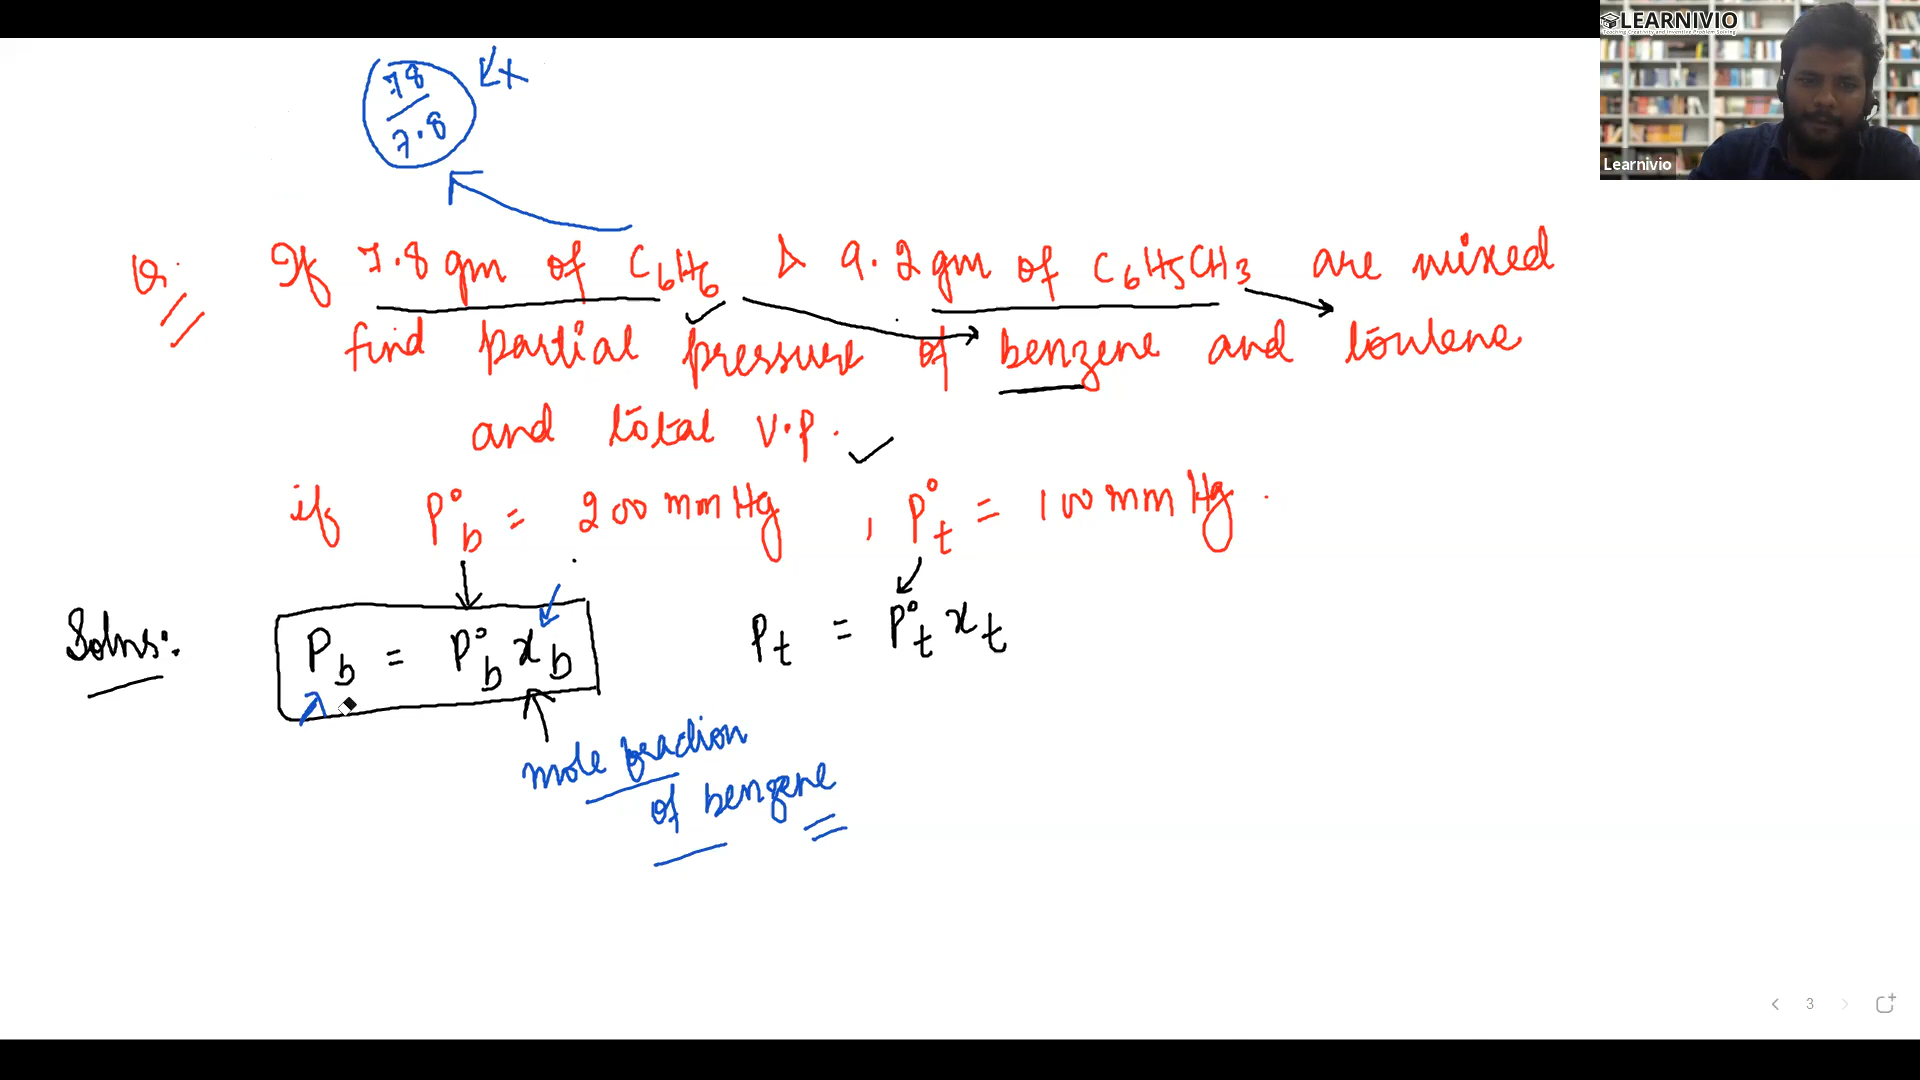 LEARNIVIO
Learnivio
78
7.8
x
Q. If 7.8 gm of C6H6 & 9.2 gm of C6H5CH3 are mixed
find partial pressure of benzene and toulene
and total V.P.
if P°b = 200 mm Hg , P°t = 100 mm Hg .
Solns:
Pb = P°b xb
Pt = P°t xt
mole fraction
of benzene
3